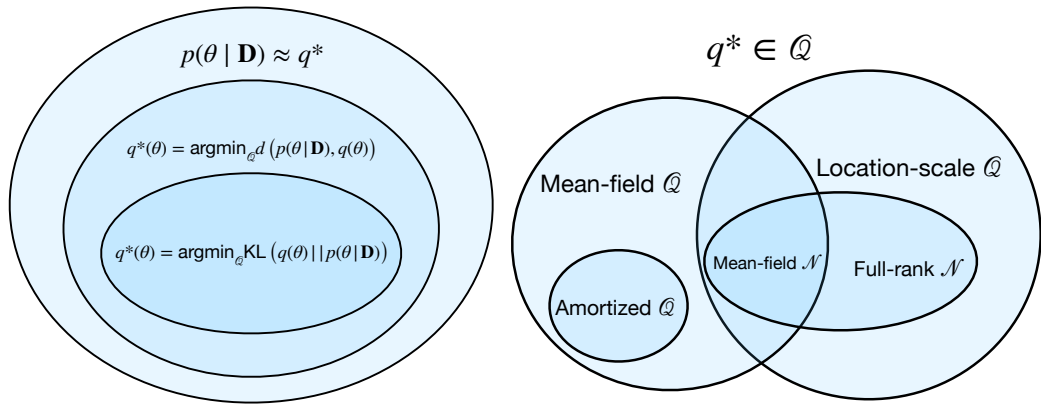 p(θ | D) ≈ q*
q*(θ) = argmin_𝒬 d (p(θ|D), q(θ))
q*(θ) = argmin_𝒬 KL (q(θ)||p(θ|D))
q* ∈ 𝒬
Mean-field 𝒬
Location-scale 𝒬
Mean-field 𝒩
Full-rank 𝒩
Amortized 𝒬